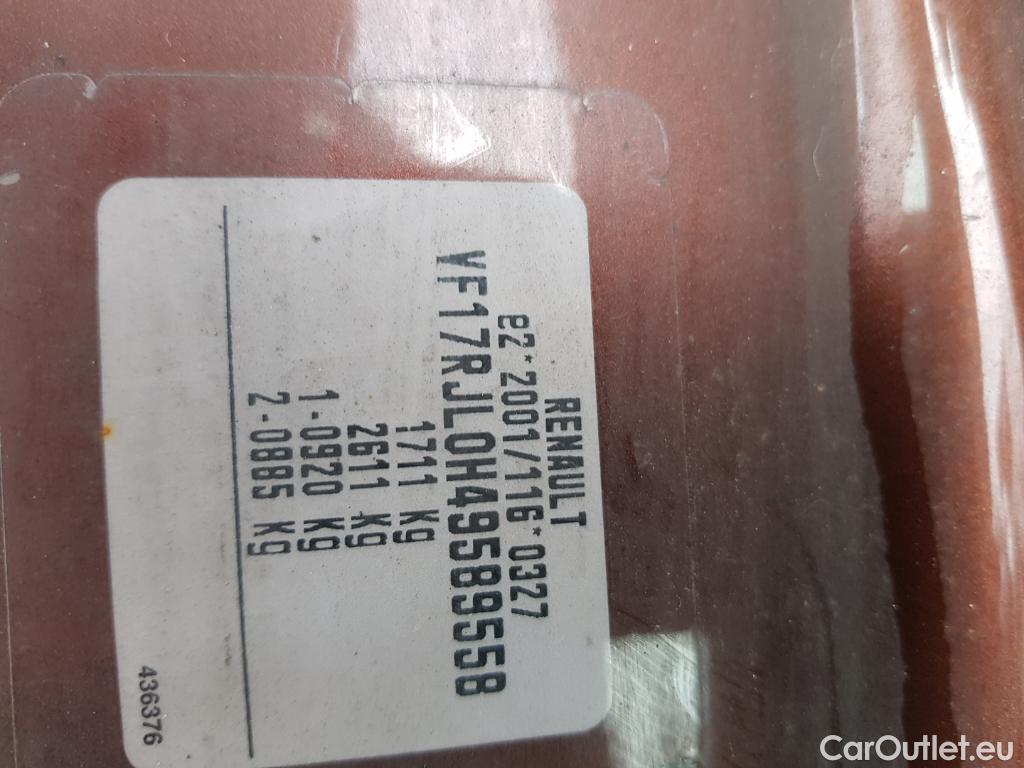 RENAULT
e2*2001/116*0327
VF17RJL0H49589558
1711 Kg
2611 Kg
1-0920 Kg
2-0885 Kg
436376
CarOutlet.eu